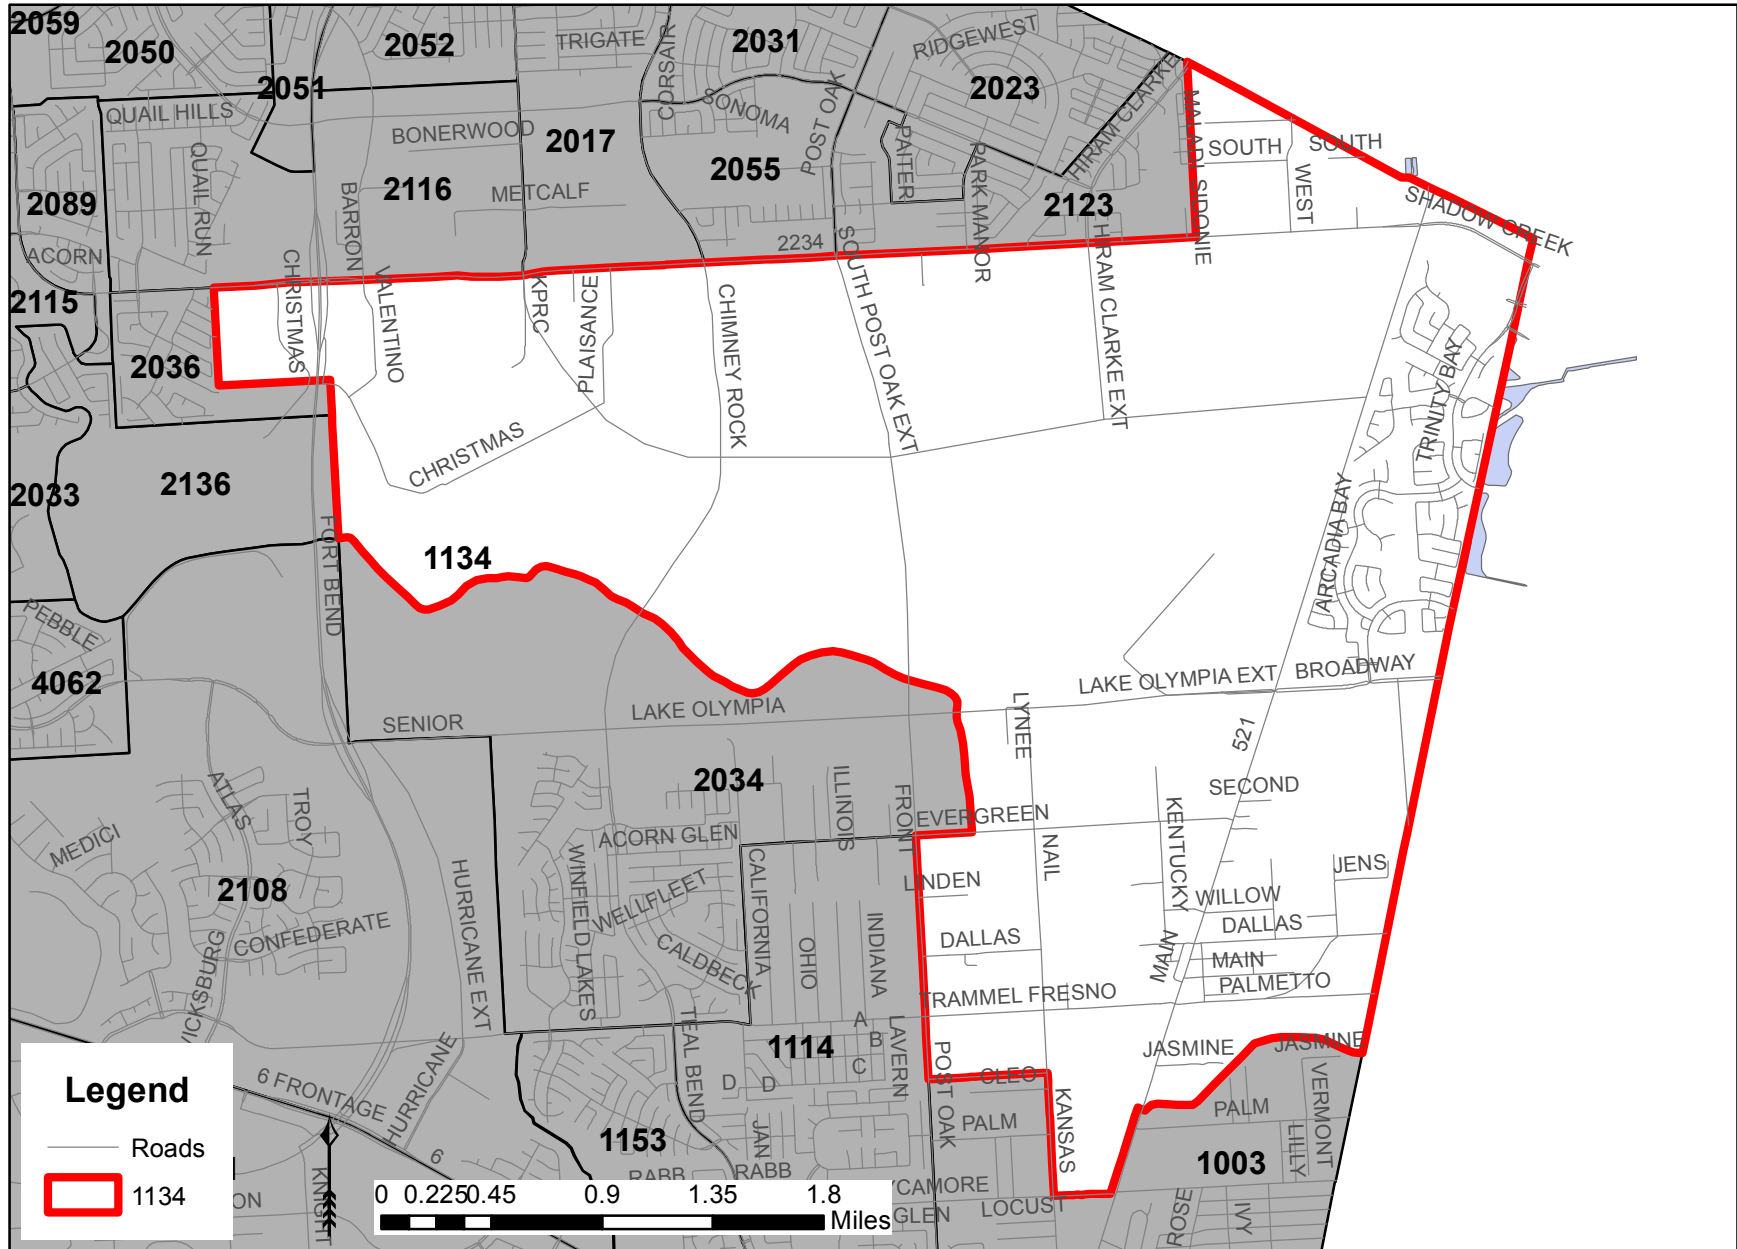 2059
2050
2052
TRIGATE
CORSAIR
2031
RIDGEWEST
2051
QUAIL HILLS
BONERWOOD
2017
SONOMA
POST OAK
2023
HIRAM CLARKE
MALADI
SOUTH
SOUTH
QUAIL RUN
2089
BARRON
2116
METCALF
2055
PAITER
PARK MANOR
2123
SIDONIE
WEST
SHADOW CREEK
ACORN
2234
CHRISTMAS
VALENTINO
KPRC
PLAISANCE
SOUTH POST OAK EXT
HIRAM CLARKE EXT
2115
2036
CHIMNEY ROCK
TRINITY BAY
CHRISTMAS
2033
2136
FORT BEND
1134
ARCADIA BAY
PEBBLE
4062
SENIOR
LAKE OLYMPIA
LAKE OLYMPIA EXT
BROADWAY
LYNEE
521
2034
ATLAS
TROY
ILLINOIS
FRONT
EVERGREEN
SECOND
MEDICI
ACORN GLEN
NAIL
KENTUCKY
JENS
2108
HURRICANE EXT
WINFIELD LAKES
WELLFLEET
CALIFORNIA
LINDEN
WILLOW
CONFEDERATE
CALDBECK
OHIO
INDIANA
DALLAS
DALLAS
VICKSBURG
MAIN
MAIN
PALMETTO
TRAMMEL FRESNO
TEAL BEND
1114
A
B
C
D
D
LAVERN
POST OAK
CLEO
JASMINE
JASMINE
HURRICANE
6 FRONTAGE
6
KANSAS
PALM
PALM
VERMONT
LILLY
1153
JAN
RABB
RABB
1003
YCAMORE
GLEN
LOCUST
ROSE
IVY
KNIGHT
ON
Legend
Roads
1134
0 0.225 0.45 0.9 1.35 1.8
Miles